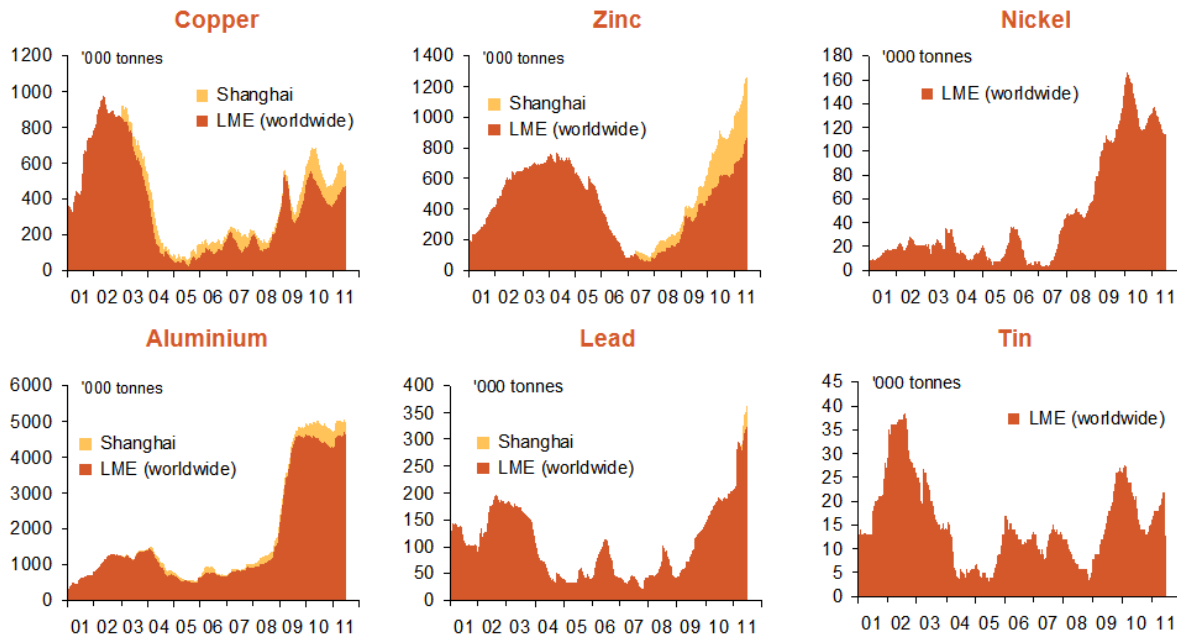 Copper
'000 tonnes
Shanghai
LME (worldwide)
1200
1000
800
600
400
200
0
01 02 03 04 05 06 07 08 09 10 11
Zinc
'000 tonnes
Shanghai
LME (worldwide)
1400
1200
1000
800
600
400
200
0
01 02 03 04 05 06 07 08 09 10 11
Nickel
'000 tonnes
LME (worldwide)
180
160
140
120
100
80
60
40
20
0
01 02 03 04 05 06 07 08 09 10 11
Aluminium
'000 tonnes
Shanghai
LME (worldwide)
6000
5000
4000
3000
2000
1000
0
01 02 03 04 05 06 07 08 09 10 11
Lead
'000 tonnes
Shanghai
LME (worldwide)
400
350
300
250
200
150
100
50
0
01 02 03 04 05 06 07 08 09 10 11
Tin
'000 tonnes
LME (worldwide)
45
40
35
30
25
20
15
10
5
0
01 02 03 04 05 06 07 08 09 10 11